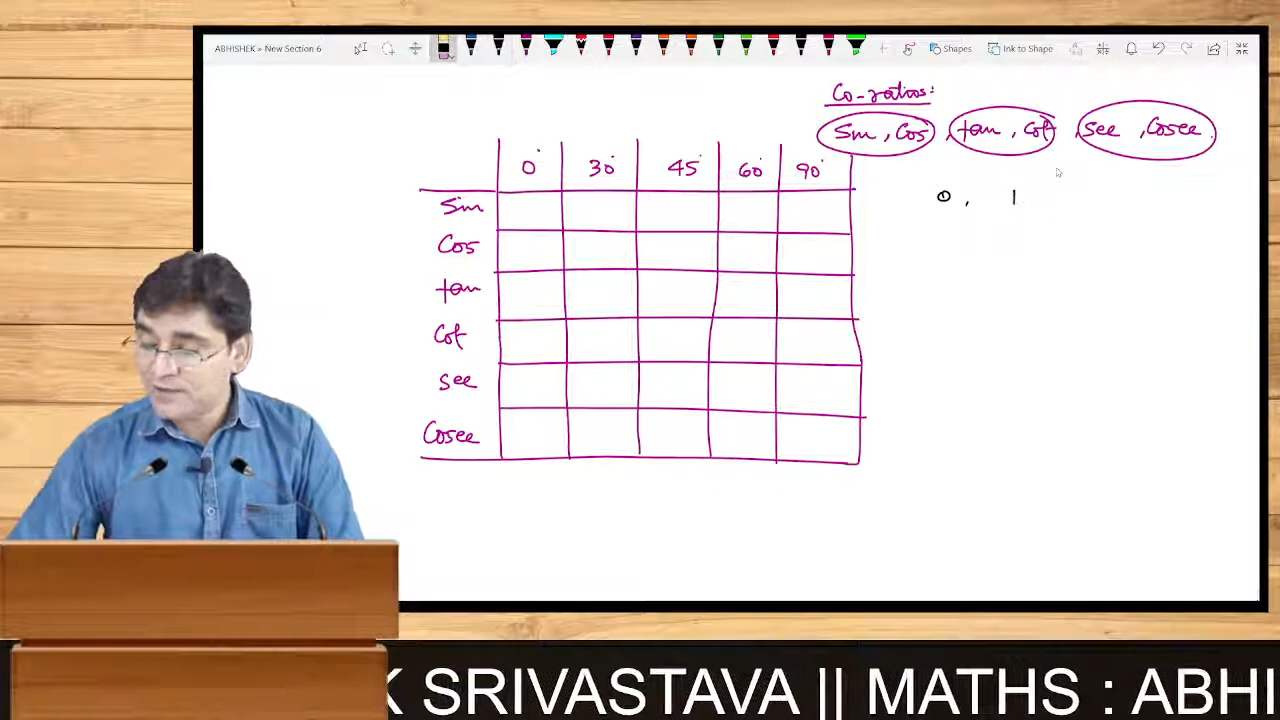 ABHISHEK » New Section 6
Shapes
Ink to Shape
Co-ratios:
Sin, Cos, tan, Cot, sec, Cosec
0° 30° 45° 60° 90°
0, 1
Sin
Cos
tan
Cot
sec
Cosec
K SRIVASTAVA || MATHS : ABHI